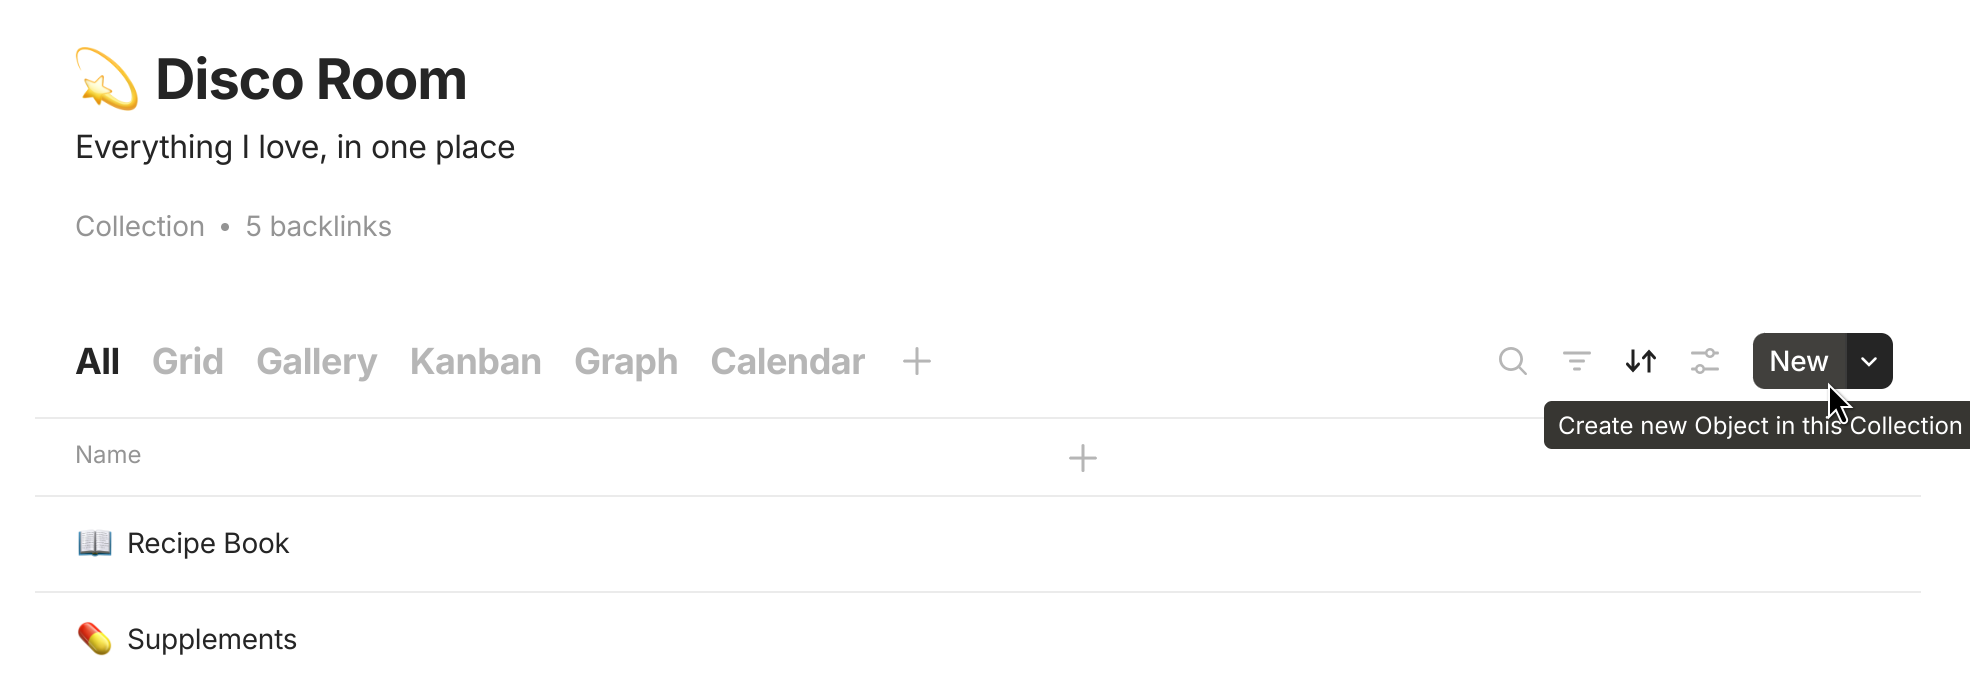 Disco Room
Everything I love, in one place
Collection • 5 backlinks
All Grid Gallery Kanban Graph Calendar New
Create new Object in this Collection
Name
Recipe Book
Supplements